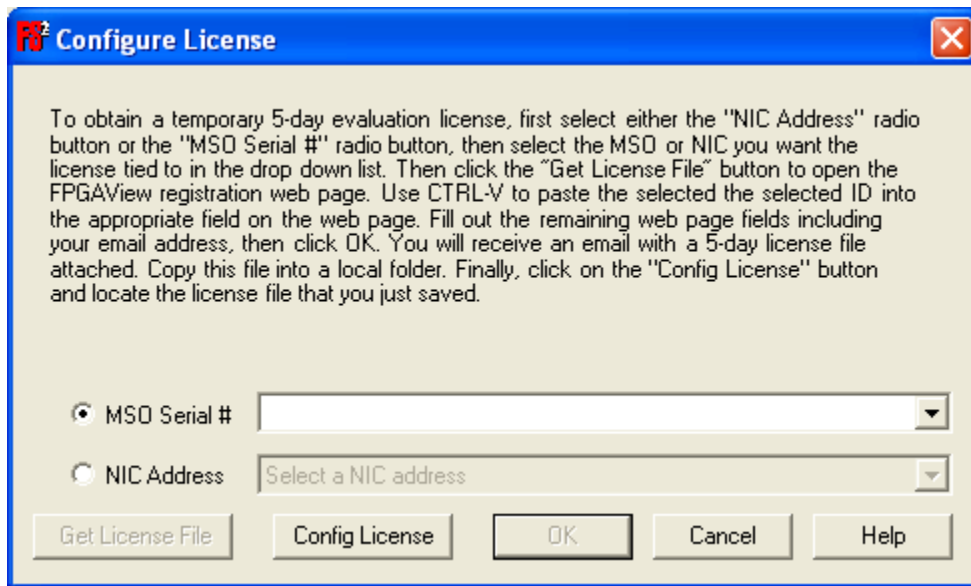 FS² Configure License
To obtain a temporary 5-day evaluation license, first select either the "NIC Address" radio
button or the "MSO Serial #" radio button, then select the MSO or NIC you want the
license tied to in the drop down list. Then click the "Get License File" button to open the
FPGAView registration web page. Use CTRL-V to paste the selected the selected ID into
the appropriate field on the web page. Fill out the remaining web page fields including
your email address, then click OK. You will receive an email with a 5-day license file
attached. Copy this file into a local folder. Finally, click on the "Config License" button
and locate the license file that you just saved.
MSO Serial #
NIC Address Select a NIC address
Get License File Config License OK Cancel Help